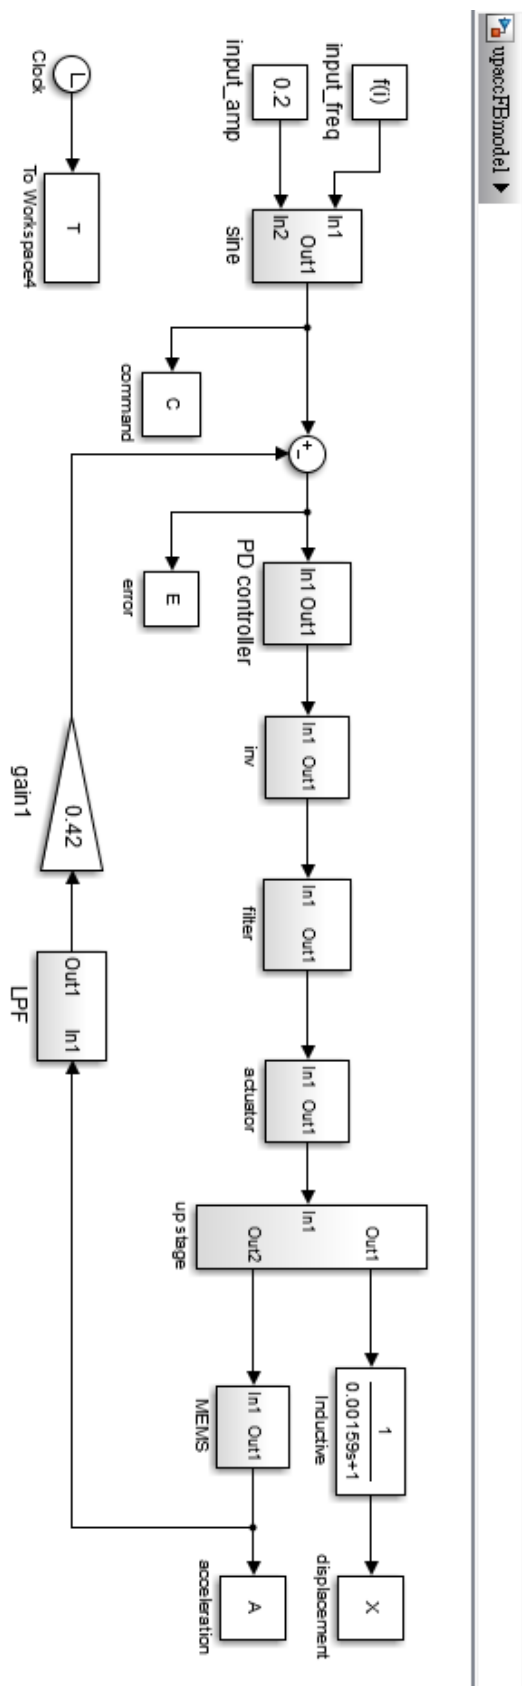 upaccFBmodel
f(i)
input_freq
0.2
input_amp
In1
In2
Out1
sine
C
command
+
-
E
error
In1 Out1
PD controller
In1 Out1
inv
In1 Out1
filter
In1 Out1
actuator
In1
Out1
Out2
up stage
1
0.00159s+1
Inductive
X
displacement
In1 Out1
MEMS
A
acceleration
Out1 In1
LPF
0.42
gain1
Clock
T
To Workspace4